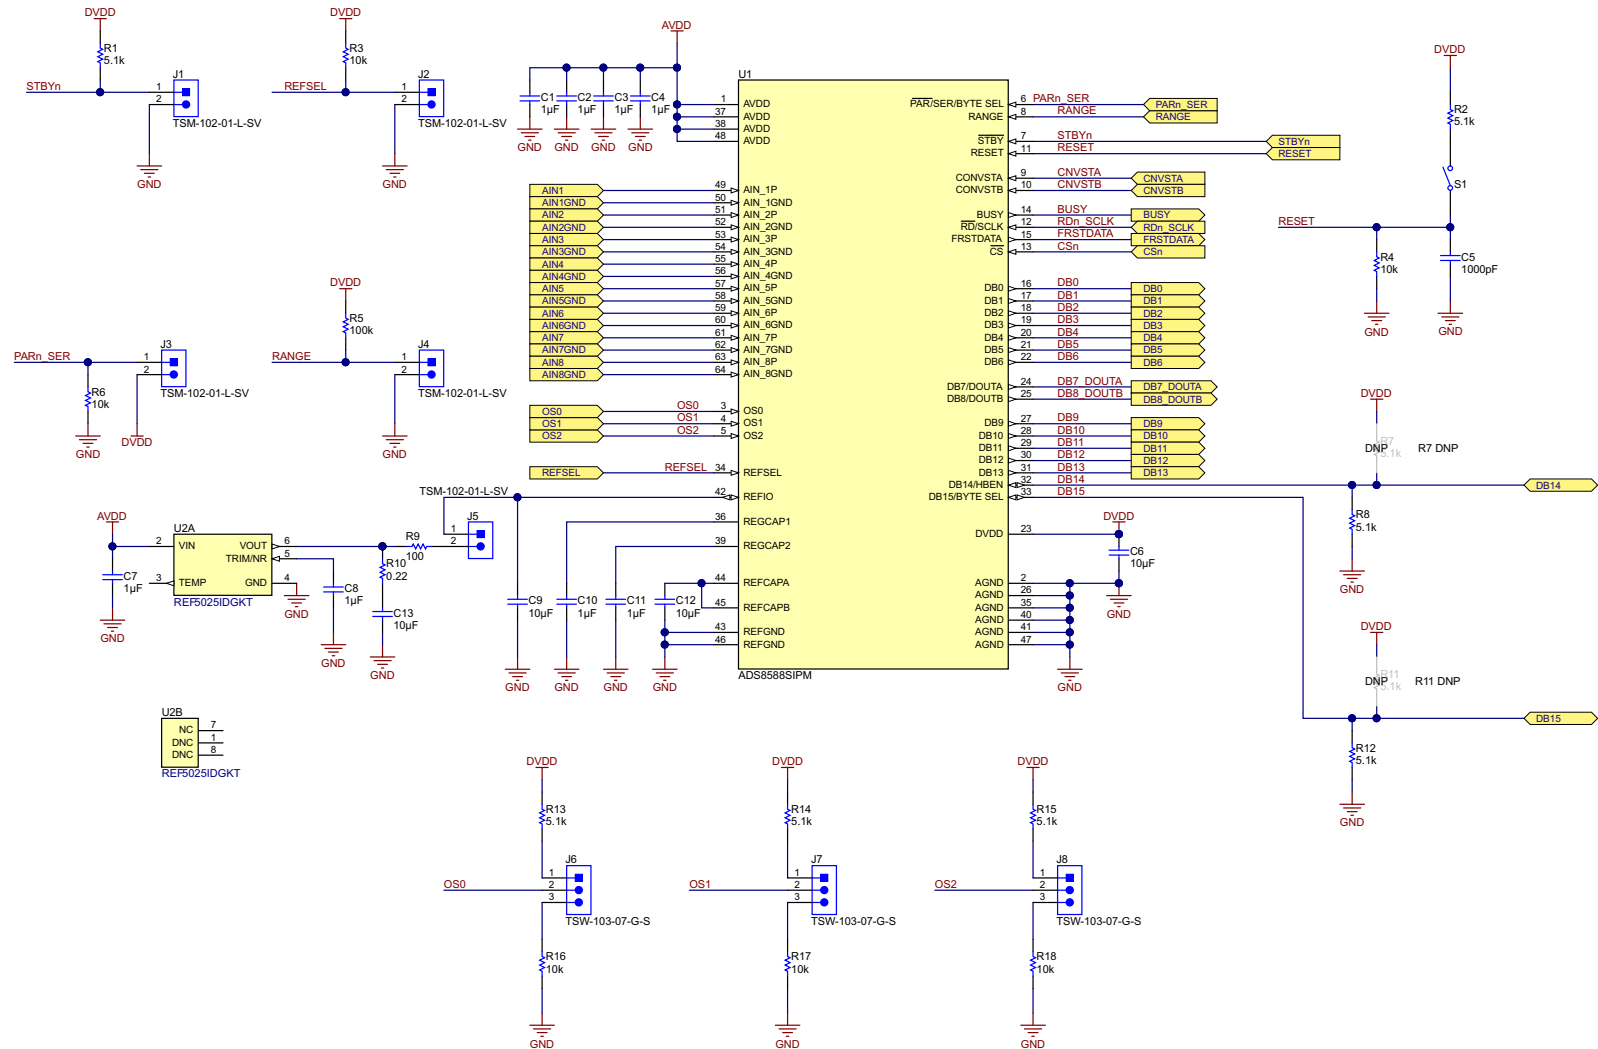 DVDD
R1
5.1k
STBYn
J1
1
2
TSM-102-01-L-SV
GND
DVDD
R3
10k
REFSEL
J2
1
2
TSM-102-01-L-SV
GND
AVDD
C1
1µF
C2
1µF
C3
1µF
C4
1µF
GND
GND
GND
GND
U1
1 AVDD
37 AVDD
38 AVDD
48 AVDD
AIN1 49 AIN_1P
AIN1GND 50 AIN_1GND
AIN2 51 AIN_2P
AIN2GND 52 AIN_2GND
AIN3 53 AIN_3P
AIN3GND 54 AIN_3GND
AIN4 55 AIN_4P
AIN4GND 56 AIN_4GND
AIN5 57 AIN_5P
AIN5GND 58 AIN_5GND
AIN6 59 AIN_6P
AIN6GND 60 AIN_6GND
AIN7 61 AIN_7P
AIN7GND 62 AIN_7GND
AIN8 63 AIN_8P
AIN8GND 64 AIN_8GND
OS0 OS0 3 OS0
OS1 OS1 4 OS1
OS2 OS2 5 OS2
REFSEL REFSEL 34 REFSEL
42 REFIO
36 REGCAP1
39 REGCAP2
44 REFCAPA
45 REFCAPB
43 REFGND
46 REFGND
ADS8588SIPM
PAR/SER/BYTE SEL 6 PARn_SER PARn_SER
RANGE 8 RANGE RANGE
STBY 7 STBYn STBYn
RESET 11 RESET RESET
CONVSTA 9 CNVSTA CNVSTA
CONVSTB 10 CNVSTB CNVSTB
BUSY 14 BUSY BUSY
RD/SCLK 12 RDn_SCLK RDn_SCLK
FRSTDATA 15 FRSTDATA FRSTDATA
CS 13 CSn CSn
DB0 16 DB0 DB0
DB1 17 DB1 DB1
DB2 18 DB2 DB2
DB3 19 DB3 DB3
DB4 20 DB4 DB4
DB5 21 DB5 DB5
DB6 22 DB6 DB6
DB7/DOUTA 24 DB7_DOUTA DB7_DOUTA
DB8/DOUTB 25 DB8_DOUTB DB8_DOUTB
DB9 27 DB9 DB9
DB10 28 DB10 DB10
DB11 29 DB11 DB11
DB12 30 DB12 DB12
DB13 31 DB13 DB13
DB14/HBEN 32 DB14 DB14
DB15/BYTE SEL 33 DB15
DVDD 23
AGND 2
AGND 26
AGND 35
AGND 40
AGND 41
AGND 47
DVDD
C6
10µF
GND
GND
DVDD
R2
5.1k
S1
RESET
R4
10k
C5
1000pF
GND
GND
PARn_SER
J3
1
2
R6
10k
TSM-102-01-L-SV
GND
DVDD
DVDD
R5
100k
RANGE
J4
1
2
TSM-102-01-L-SV
GND
TSM-102-01-L-SV
J5
1
2
AVDD
U2A
2 VIN
VOUT 6
TRIM/NR 5
3 TEMP
GND 4
REF5025IDGKT
C7
1µF
GND
GND
C8
1µF
GND
R9
100
R10
0.22
C13
10µF
GND
C9
10µF
GND
C10
1µF
GND
C11
1µF
GND
C12
10µF
GND
U2B
NC 7
DNC 1
DNC 8
REF5025IDGKT
DVDD
R7
5.1k
DNP
R7 DNP
R8
5.1k
GND
DVDD
R11
5.1k
DNP
R11 DNP
DB15
R12
5.1k
GND
DVDD
R13
5.1k
J6
OS0
1
2
3
TSW-103-07-G-S
R16
10k
GND
DVDD
R14
5.1k
J7
OS1
1
2
3
TSW-103-07-G-S
R17
10k
GND
DVDD
R15
5.1k
J8
OS2
1
2
3
TSW-103-07-G-S
R18
10k
GND